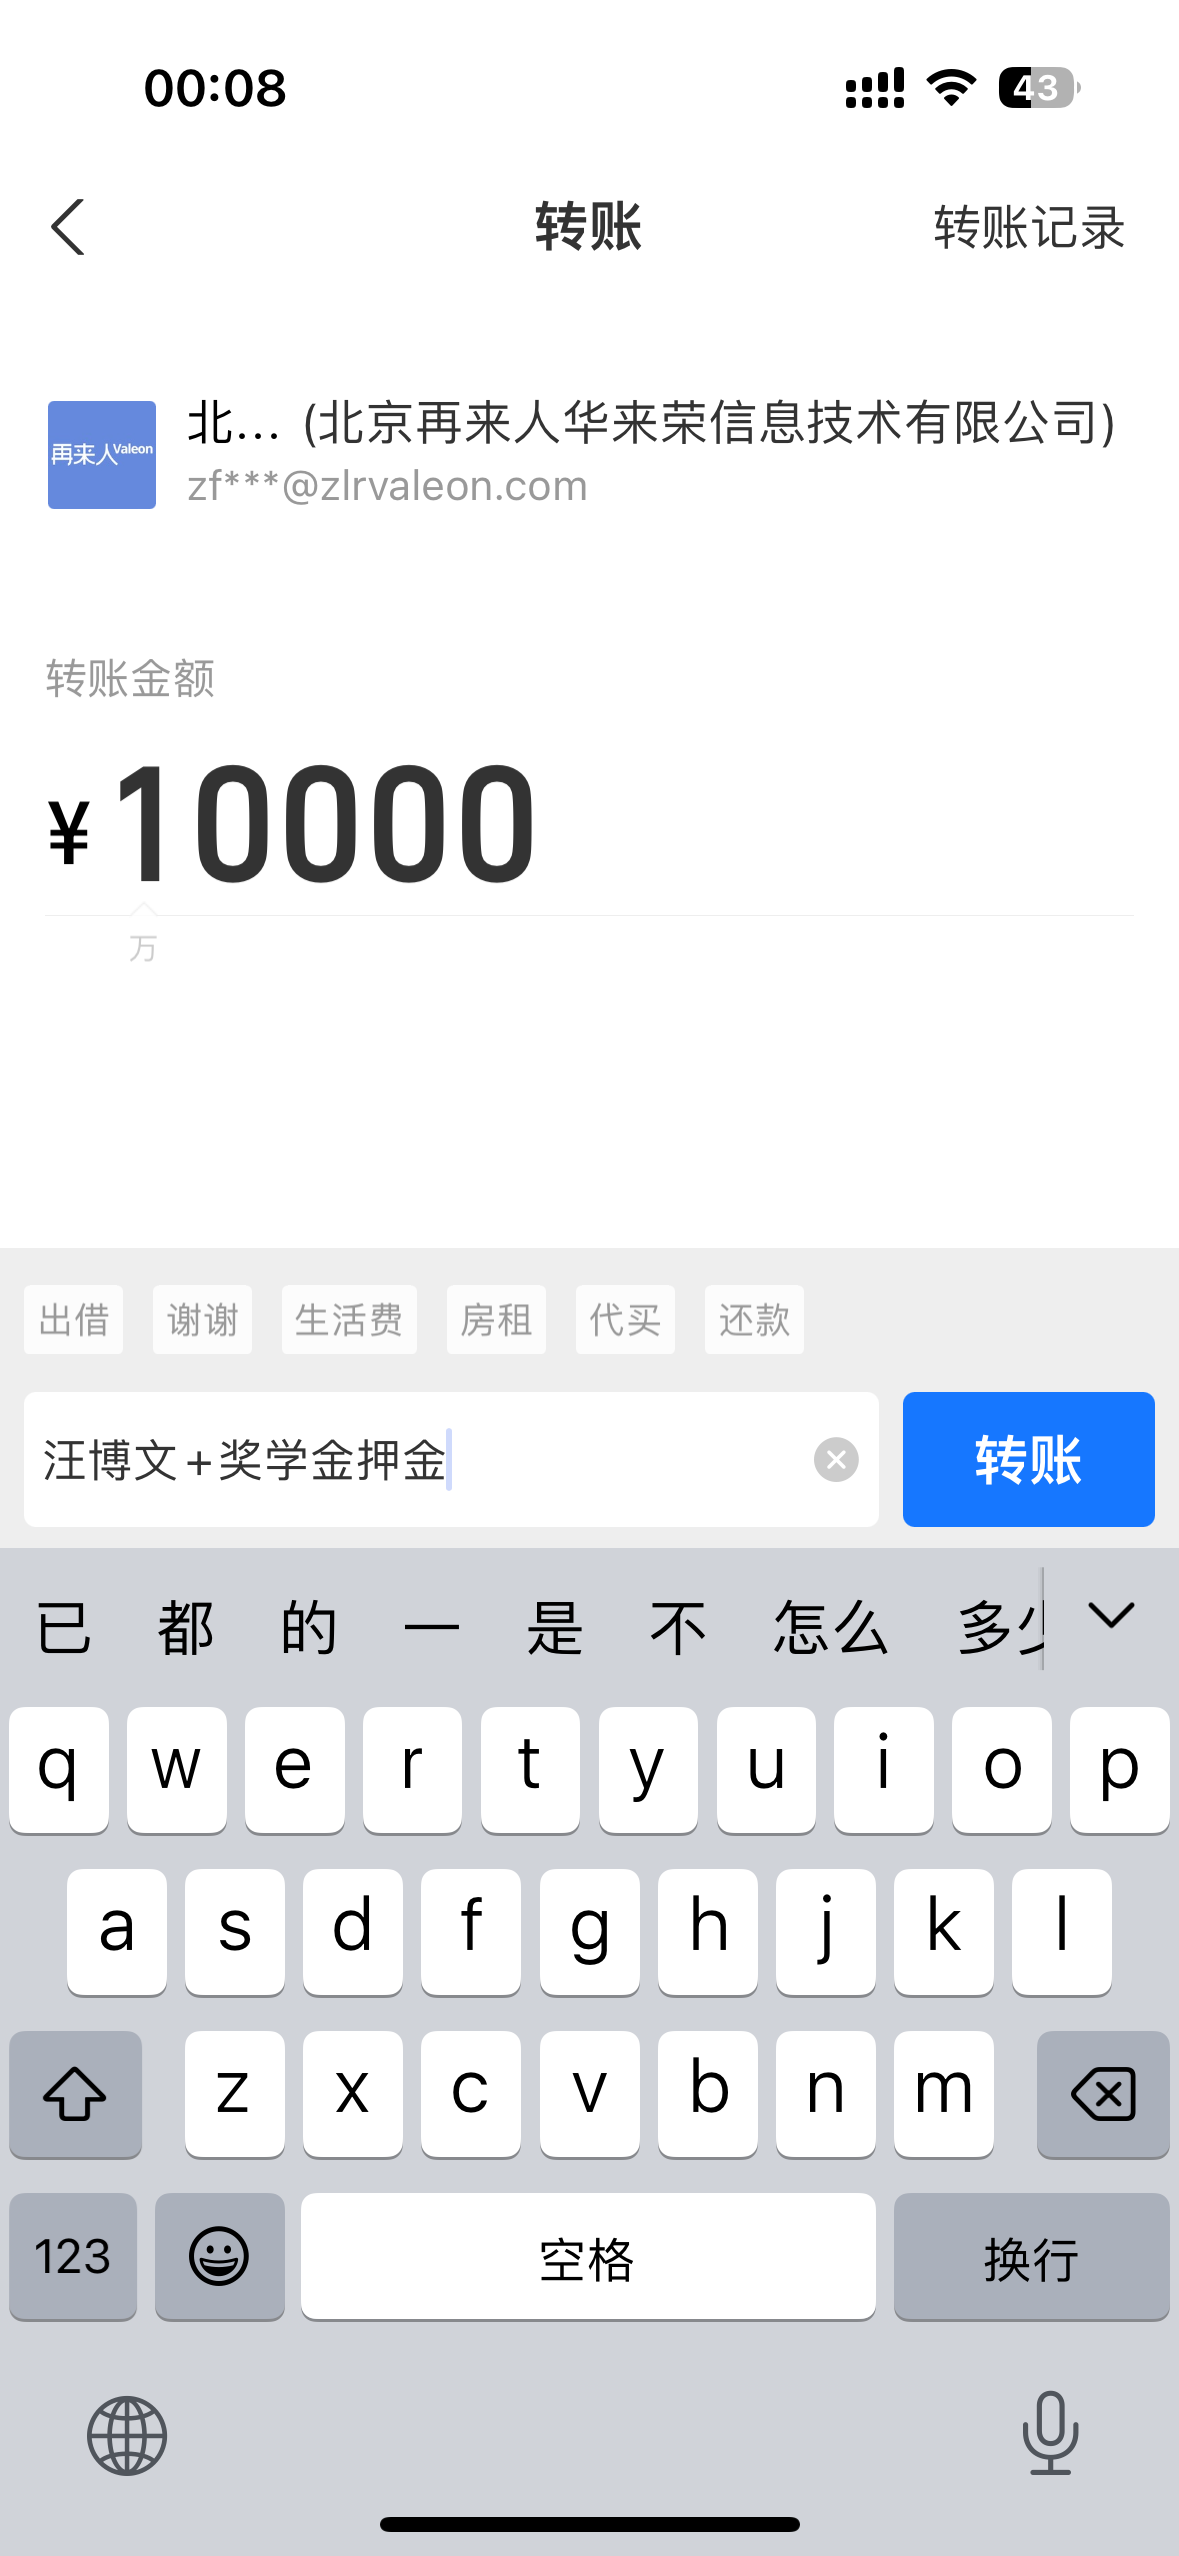 00:08
43
转账
转账记录
再来人Valeon
北... (北京再来人华来荣信息技术有限公司)
zf***@zlrvaleon.com
转账金额
¥ 10000
万
出借 谢谢 生活费 房租 代买 还款
汪博文+奖学金押金
转账
已 都 的 一 是 不 怎么 多少
q w e r t y u i o p
a s d f g h j k l
z x c v b n m
123 空格 换行